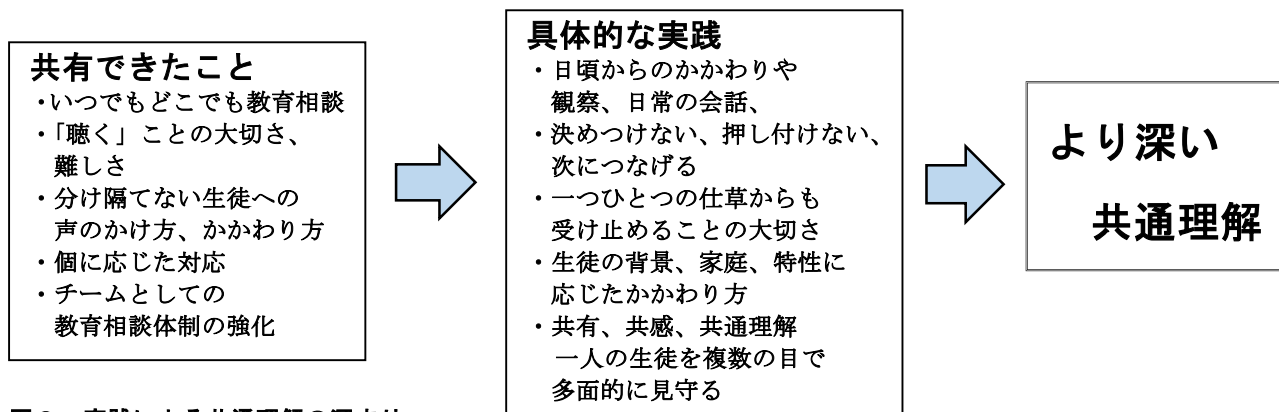 共有できたこと
・いつでもどこでも教育相談
・「聴く」ことの大切さ、
難しさ
・分け隔てない生徒への
声のかけ方、かかわり方
・個に応じた対応
・チームとしての
教育相談体制の強化
具体的な実践
・日頃からのかかわりや
観察、日常の会話、
・決めつけない、押し付けない、
次につなげる
・一つひとつの仕草からも
受け止めることの大切さ
・生徒の背景、家庭、特性に
応じたかかわり方
・共有、共感、共通理解
一人の生徒を複数の目で
多面的に見守る
より深い
共通理解